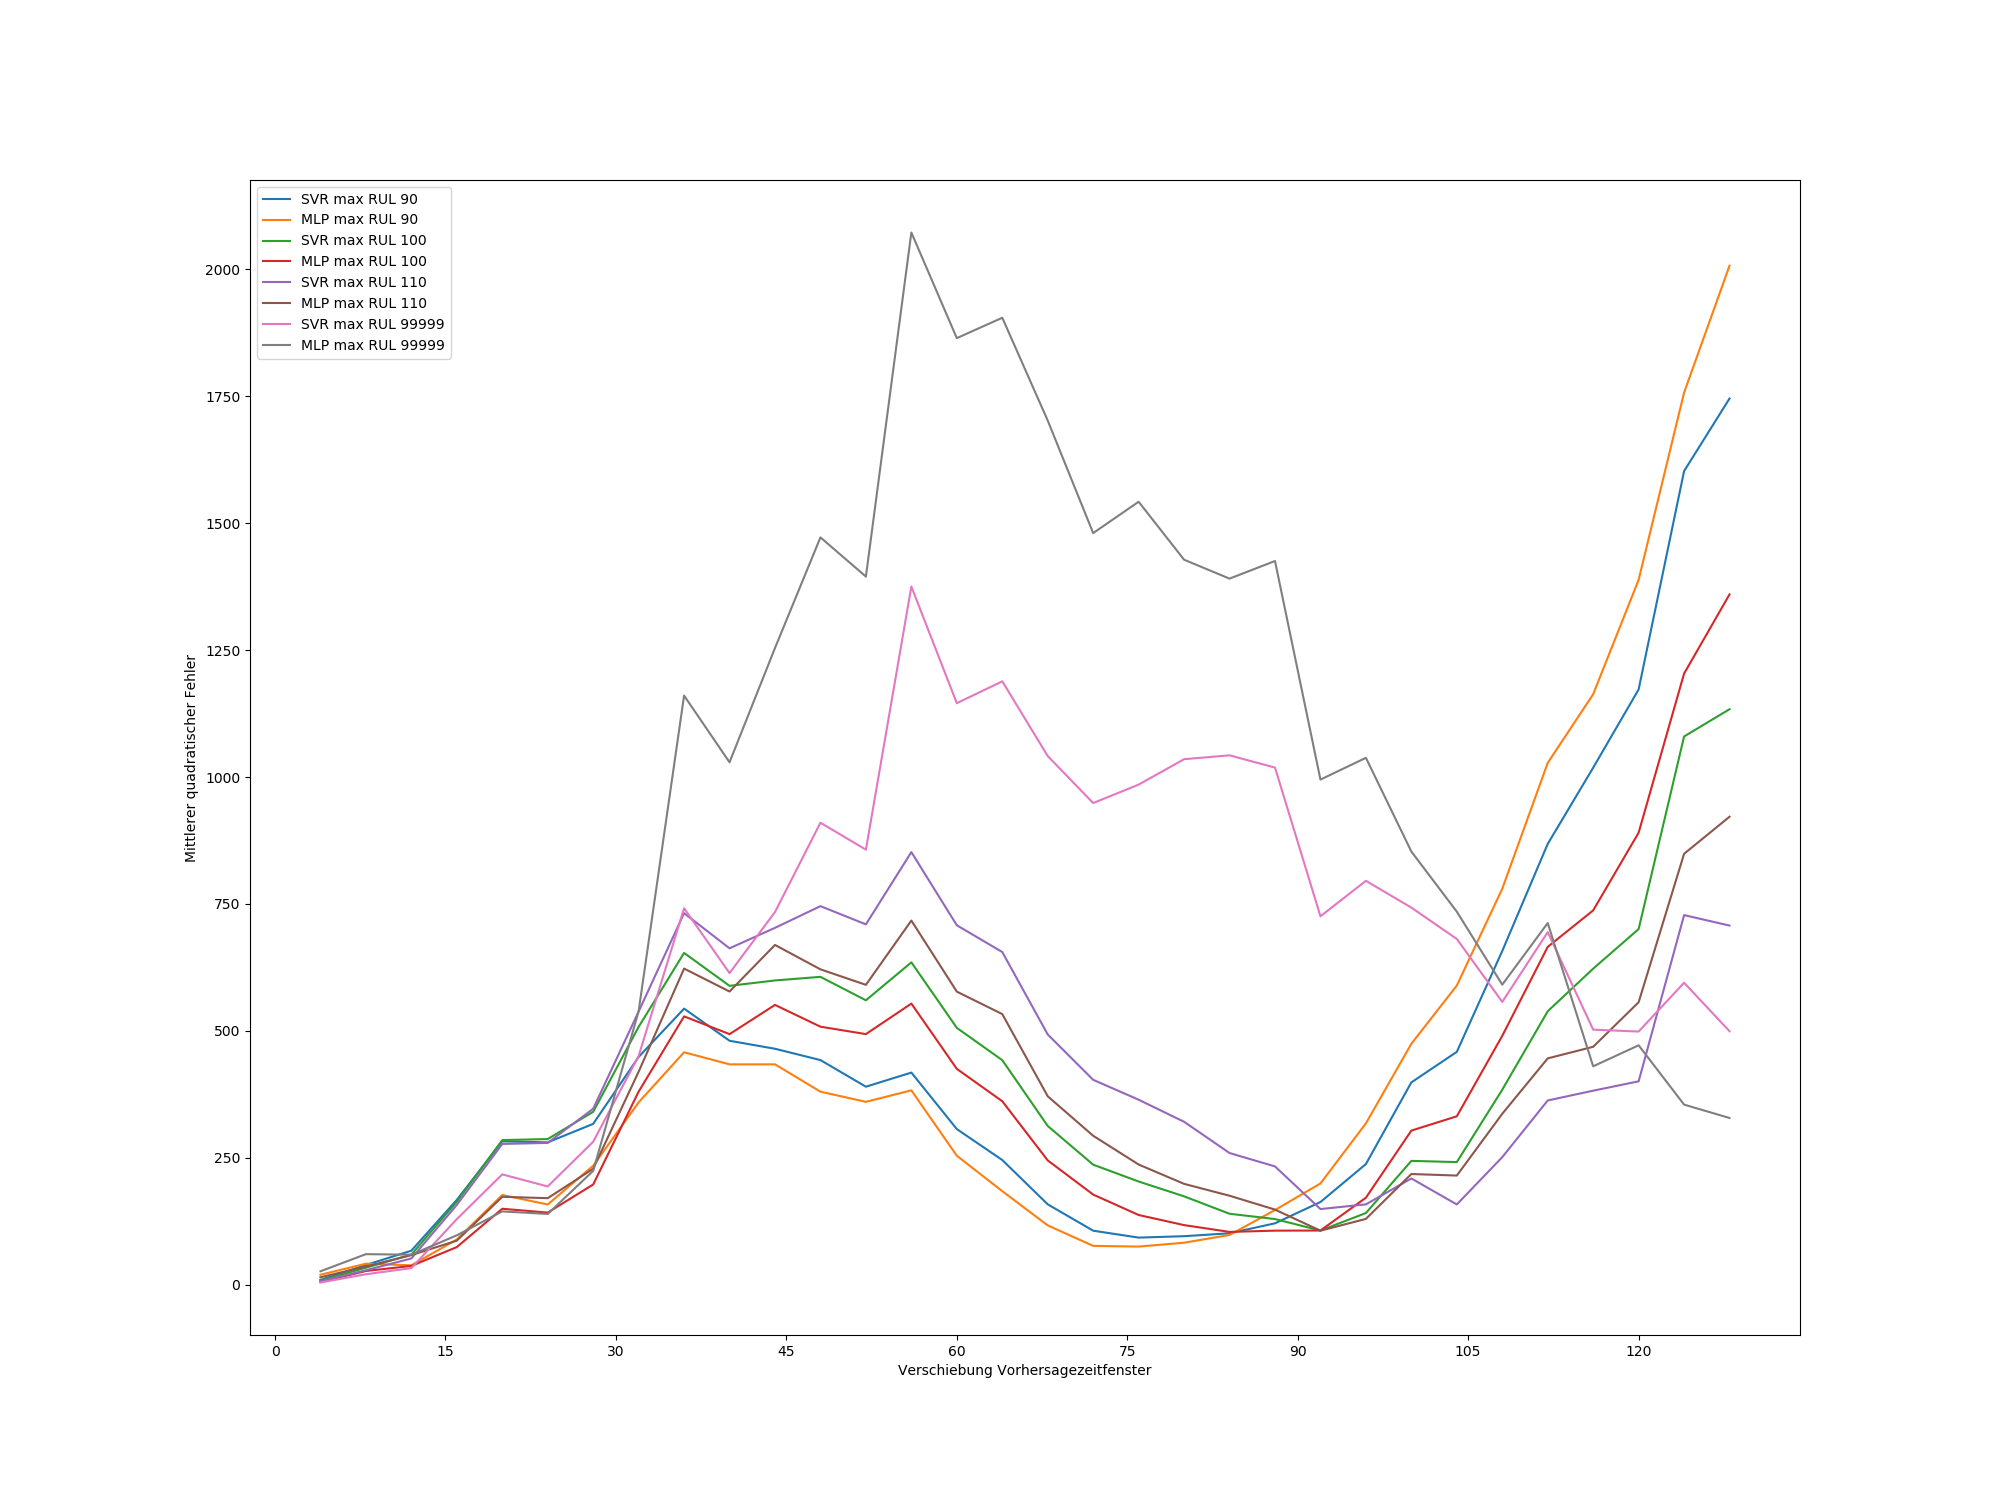 SVR max RUL 90
MLP max RUL 90
SVR max RUL 100
MLP max RUL 100
SVR max RUL 110
MLP max RUL 110
SVR max RUL 99999
MLP max RUL 99999
2000
1750
1500
1250
1000
750
500
250
0
Mittlerer quadratischer Fehler
0 15 30 45 60 75 90 105 120
Verschiebung Vorhersagezeitfenster